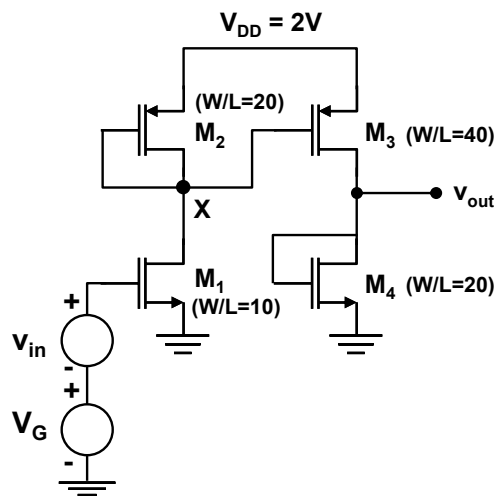 V_DD = 2V
(W/L=20)
M_2
M_3 (W/L=40)
X
v_out
M_1
(W/L=10)
M_4 (W/L=20)
+
v_in
-
+
V_G
-